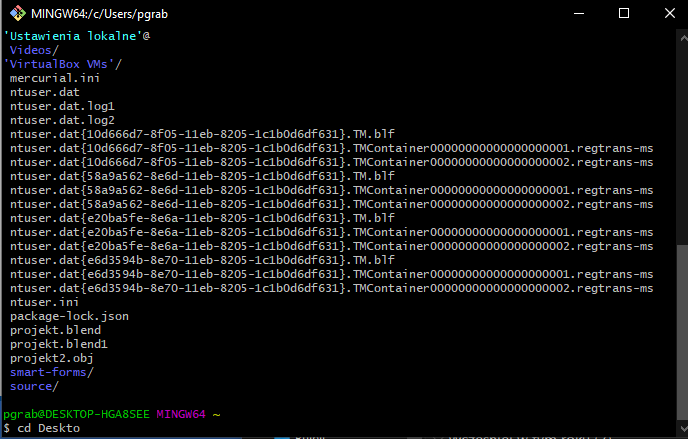 MINGW64:/c/Users/pgrab
'Ustawienia lokalne'@
Videos/
'VirtualBox VMs'/
mercurial.ini
ntuser.dat
ntuser.dat.log1
ntuser.dat.log2
ntuser.dat{10d666d7-8f05-11eb-8205-1c1b0d6df631}.TM.blf
ntuser.dat{10d666d7-8f05-11eb-8205-1c1b0d6df631}.TMContainer00000000000000000001.regtrans-ms
ntuser.dat{10d666d7-8f05-11eb-8205-1c1b0d6df631}.TMContainer00000000000000000002.regtrans-ms
ntuser.dat{58a9a562-8e6d-11eb-8205-1c1b0d6df631}.TM.blf
ntuser.dat{58a9a562-8e6d-11eb-8205-1c1b0d6df631}.TMContainer00000000000000000001.regtrans-ms
ntuser.dat{58a9a562-8e6d-11eb-8205-1c1b0d6df631}.TMContainer00000000000000000002.regtrans-ms
ntuser.dat{e20ba5fe-8e6a-11eb-8205-1c1b0d6df631}.TM.blf
ntuser.dat{e20ba5fe-8e6a-11eb-8205-1c1b0d6df631}.TMContainer00000000000000000001.regtrans-ms
ntuser.dat{e20ba5fe-8e6a-11eb-8205-1c1b0d6df631}.TMContainer00000000000000000002.regtrans-ms
ntuser.dat{e6d3594b-8e70-11eb-8205-1c1b0d6df631}.TM.blf
ntuser.dat{e6d3594b-8e70-11eb-8205-1c1b0d6df631}.TMContainer00000000000000000001.regtrans-ms
ntuser.dat{e6d3594b-8e70-11eb-8205-1c1b0d6df631}.TMContainer00000000000000000002.regtrans-ms
ntuser.ini
package-lock.json
projekt.blend
projekt.blend1
projekt2.obj
smart-forms/
source/
pgrab@DESKTOP-HGA8SEE MINGW64 ~
$ cd Deskto